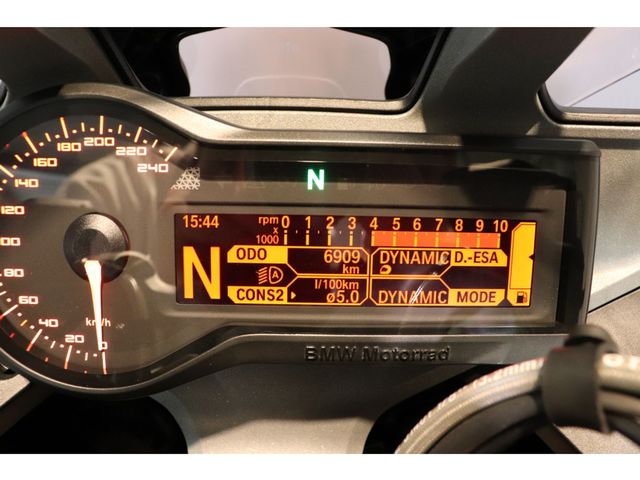 240
220
200
180
160
140
120
100
80
60
40
20
0
km/h
N
15:44
rpm
x
1000
0 1 2 3 4 5 6 7 8 9 10
N
ODO 6909
km
DYNAMIC D.-ESA
A
CONS2
l/100km
ø5.0
DYNAMIC MODE
BMW Motorrad